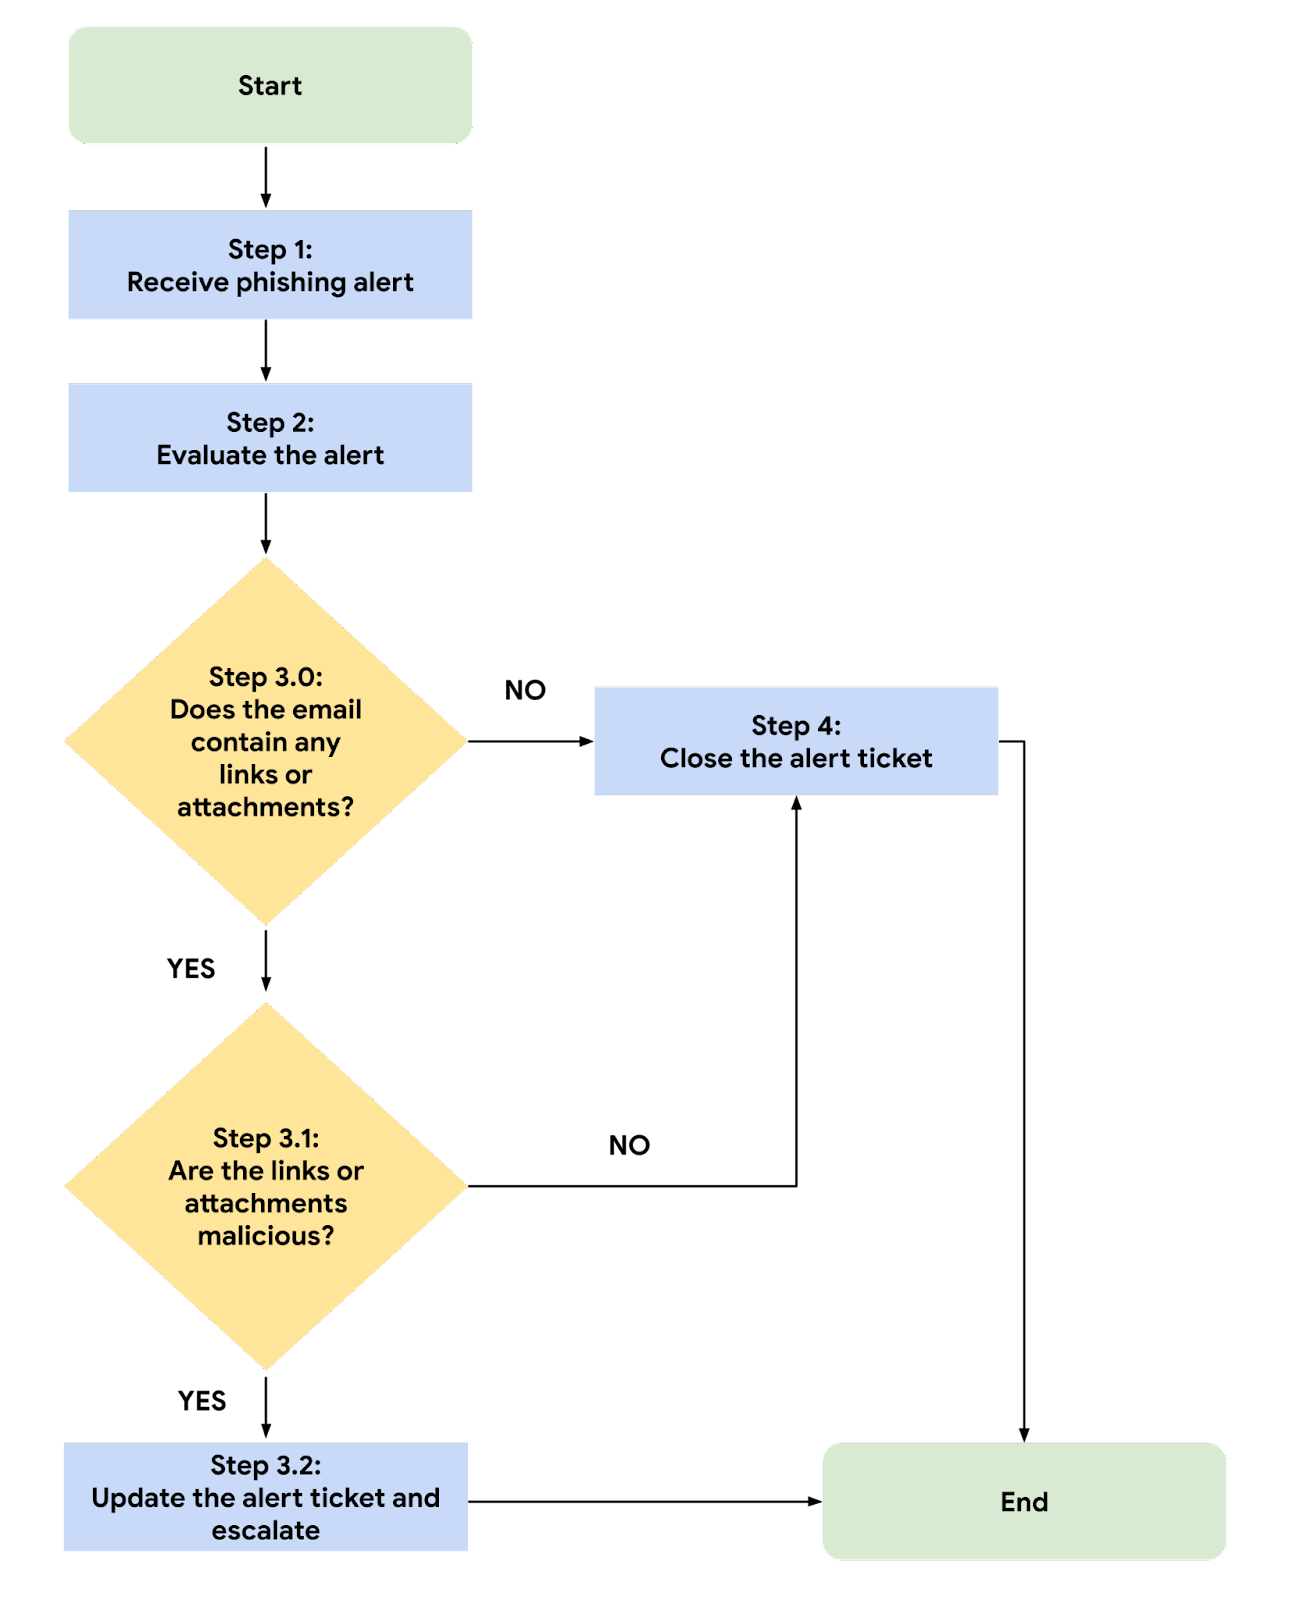 Start
Step 1:
Receive phishing alert
Step 2:
Evaluate the alert
Step 3.0:
Does the email
contain any
links or
attachments?
NO
Step 4:
Close the alert ticket
YES
Step 3.1:
Are the links or
attachments
malicious?
NO
YES
Step 3.2:
Update the alert ticket and
escalate
End